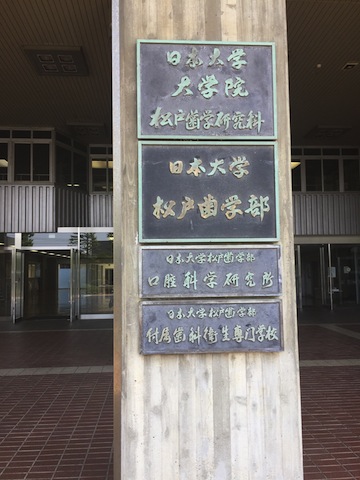 日本大学
大学院
松戸歯学研究科
日本大学
松戸歯学部
日本大学松戸歯学部
口腔科学研究所
日本大学松戸歯学部
付属歯科衛生専門学校